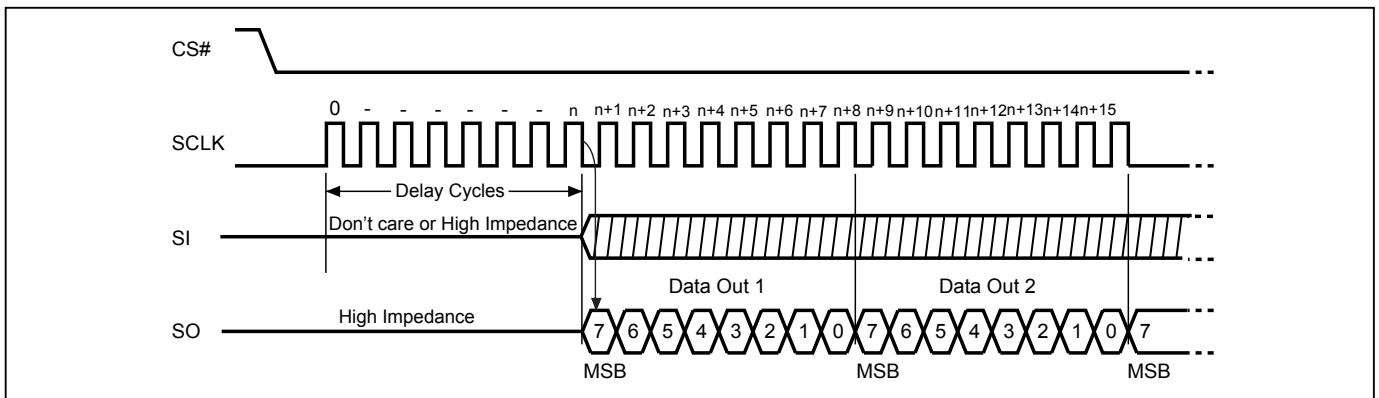 CS#
0 - - - - - - n n+1 n+2 n+3 n+4 n+5 n+6 n+7 n+8 n+9 n+10 n+11 n+12 n+13 n+14 n+15
SCLK
Delay Cycles
Don't care or High Impedance
SI
Data Out 1 Data Out 2
High Impedance
SO
7 6 5 4 3 2 1 0 7 6 5 4 3 2 1 0 7
MSB MSB MSB